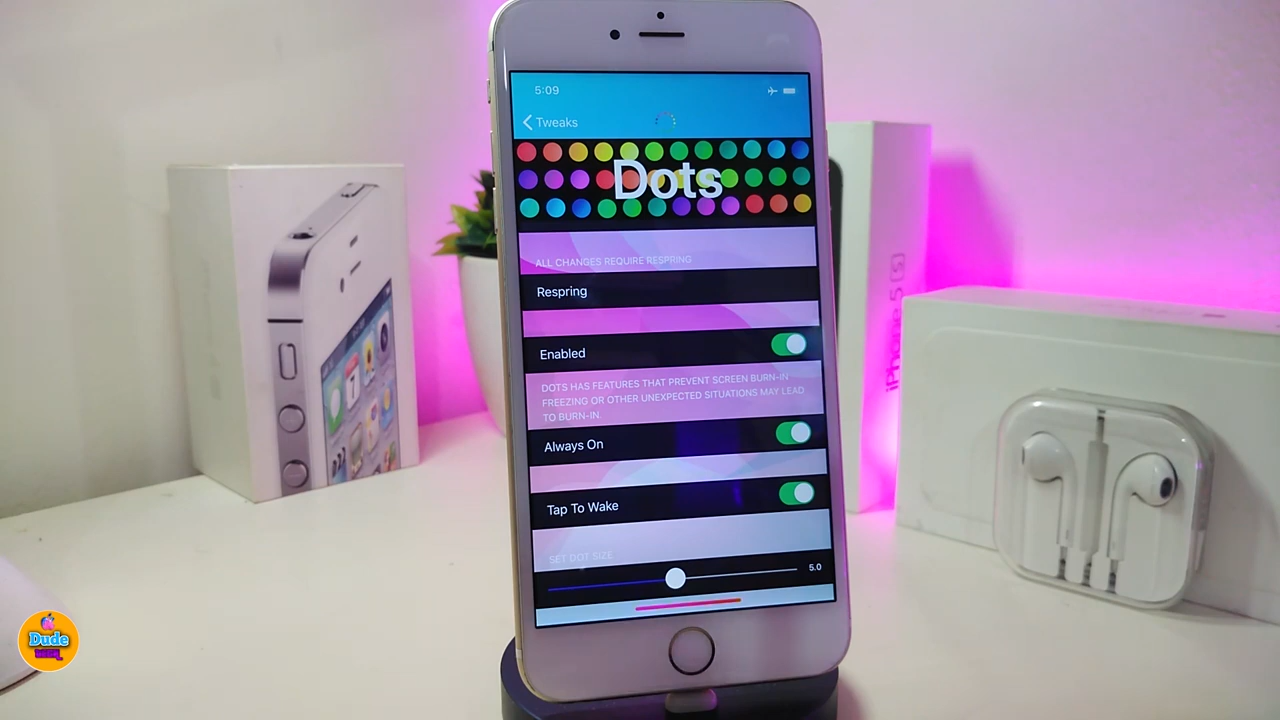 5:09
Tweaks
Dots
ALL CHANGES REQUIRE RESPRING
Respring
Enabled
DOTS HAS FEATURES THAT PREVENT SCREEN BURN-IN
FREEZING OR OTHER UNEXPECTED SITUATIONS MAY LEAD
TO BURN-IN.
Always On
Tap To Wake
SET DOT SIZE
5.0
iPhone 5 S
Dude